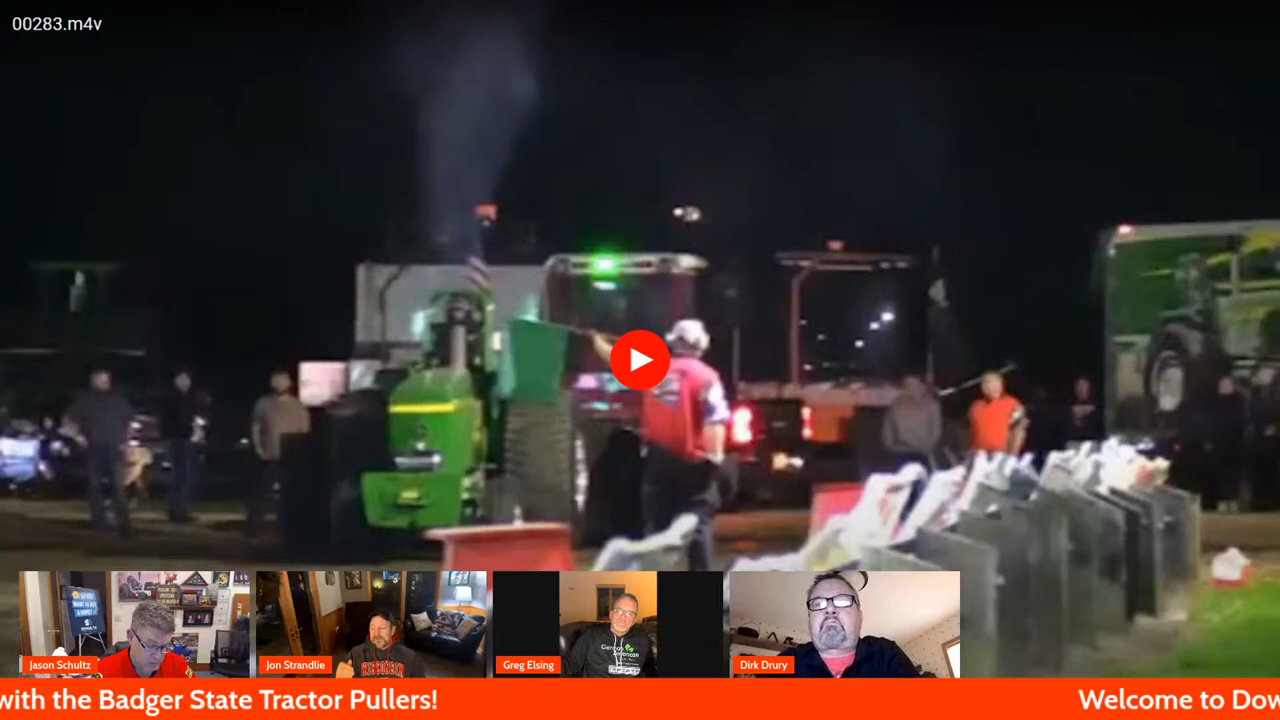 00283.m4v
Jason Schultz
Jon Strandlie
Greg Elsing
Dirk Drury
with the Badger State Tractor Pullers!
Welcome to Dow